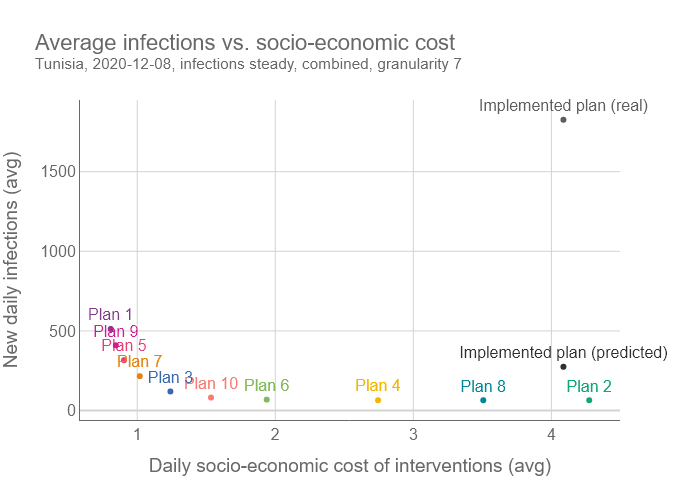 Average infections vs. socio-economic cost
Tunisia, 2020-12-08, infections steady, combined, granularity 7
Implemented plan (real)
1500
1000
500
0
New daily infections (avg)
Plan 1
Plan 9
Plan 5
Plan 7
Plan 3
Plan 10
Plan 6
Plan 4
Plan 8
Plan 2
Implemented plan (predicted)
1
2
3
4
Daily socio-economic cost of interventions (avg)